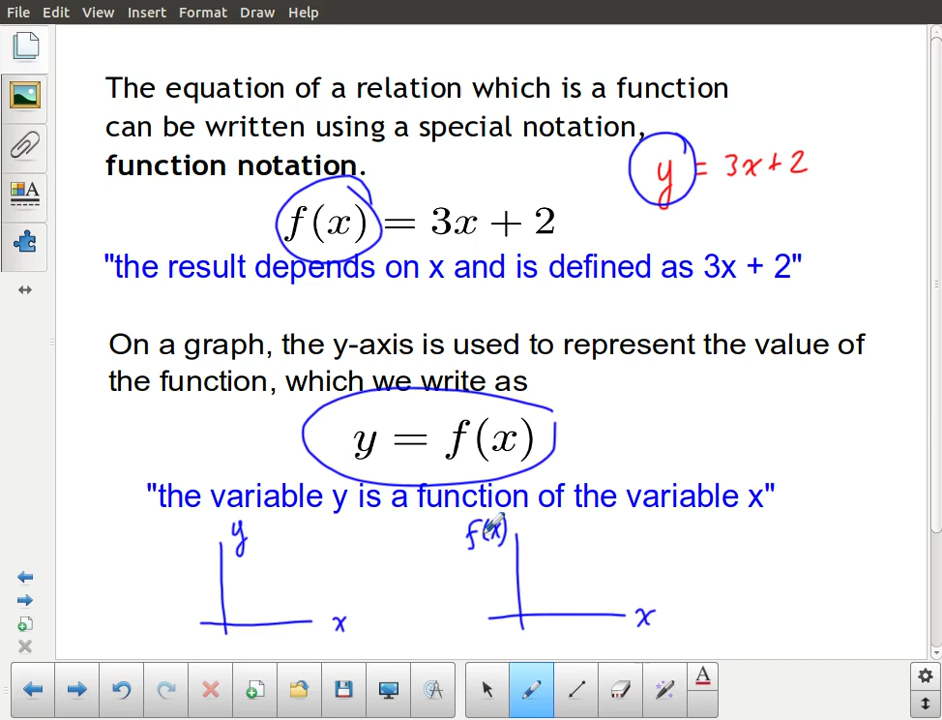 File Edit View Insert Format Draw Help
The equation of a relation which is a function
can be written using a special notation,
function notation.
y = 3x + 2
f(x) = 3x + 2
"the result depends on x and is defined as 3x + 2"
On a graph, the y-axis is used to represent the value of
the function, which we write as
y = f(x)
"the variable y is a function of the variable x"
y f(x)
x x